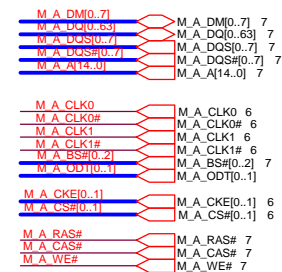 M_A_DM[0..7] M_A_DM[0..7] 7
M_A_DQ[0..63] M_A_DQ[0..63] 7
M_A_DQS[0..7] M_A_DQS[0..7] 7
M_A_DQS#[0..7] M_A_DQS#[0..7] 7
M_A_A[14..0] M_A_A[14..0] 7
M_A_CLK0 M_A_CLK0 6
M_A_CLK0# M_A_CLK0# 6
M_A_CLK1 M_A_CLK1 6
M_A_CLK1# M_A_CLK1# 6
M_A_BS#[0..2] M_A_BS#[0..2] 7
M_A_ODT[0..1] M_A_ODT[0..1]
M_A_CKE[0..1] M_A_CKE[0..1] 6
M_A_CS#[0..1] M_A_CS#[0..1] 6
M_A_RAS# M_A_RAS# 7
M_A_CAS# M_A_CAS# 7
M_A_WE# M_A_WE# 7